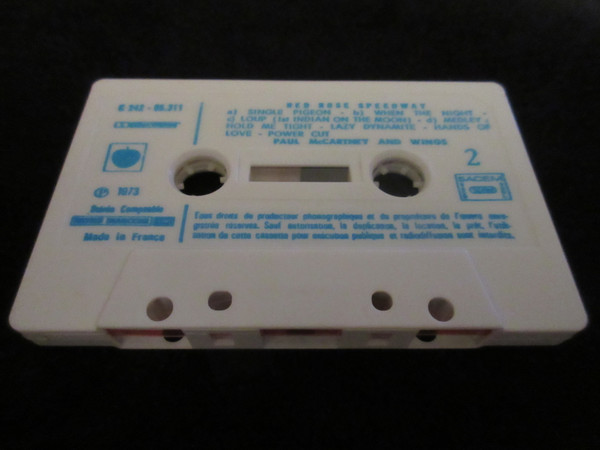 RED ROSE SPEEDWAY
a) SINGLE PIGEON - b) WHEN THE NIGHT -
c) LOUP (1st INDIAN ON THE MOON) - d) MEDLEY :
HOLD ME TIGHT - LAZY DYNAMITE - HANDS OF
LOVE - POWER CUT
PAUL McCARTNEY AND WINGS
2
SACEM
℗ 1973
Bande Compatible
Made in France
Tous droits du producteur phonographique et du propriétaire de l'œuvre enre-
gistrée réservés. Sauf autorisation, la duplication, la location, le prêt, l'utili-
sation de cette cassette pour exécution publique et radiodiffusion sont interdits.